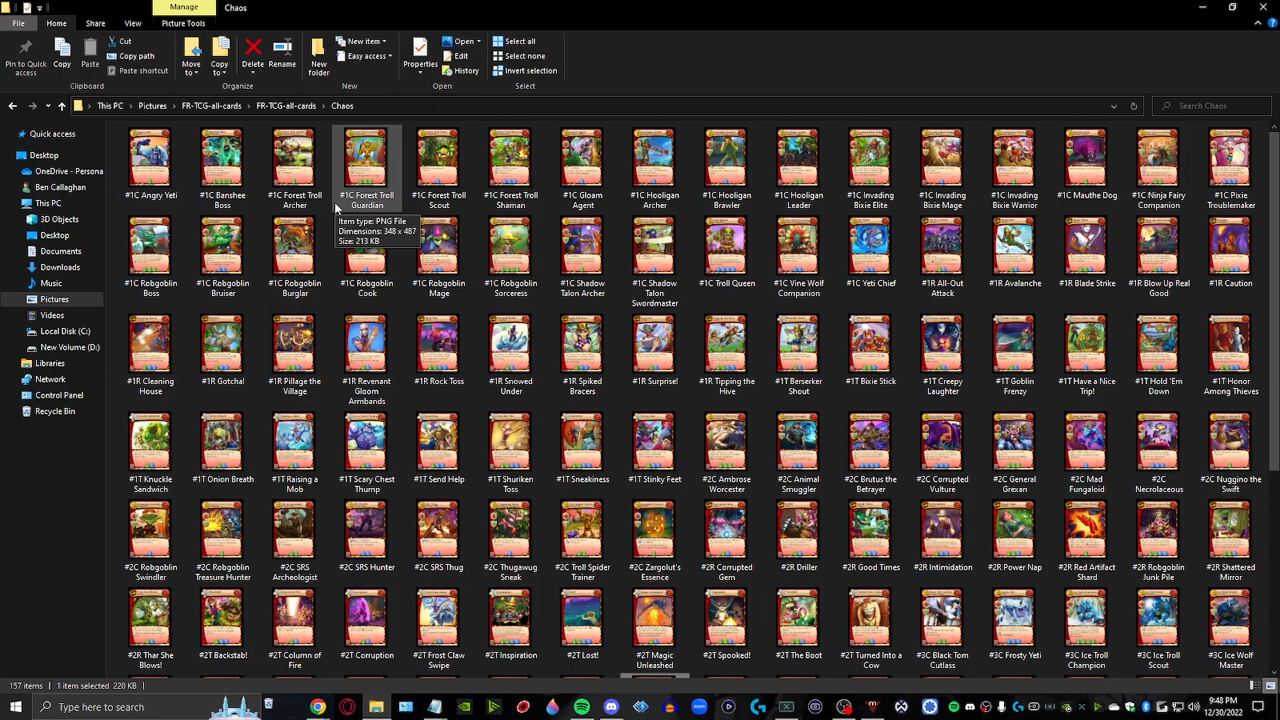 Manage
Chaos
File
Home
Share
View
Picture Tools
Pin to Quick access
Copy
Paste
Cut
Copy path
Paste shortcut
Clipboard
Move to
Copy to
Delete
Rename
Organize
New folder
New item
Easy access
New
Properties
Open
Edit
History
Open
Select all
Select none
Invert selection
Select
This PC
Pictures
FR-TCG-all-cards
FR-TCG-all-cards
Chaos
Search Chaos
Quick access
Desktop
OneDrive - Persona
Ben Callaghan
This PC
3D Objects
Desktop
Documents
Downloads
Music
Pictures
Videos
Local Disk (C:)
New Volume (D:)
Libraries
Network
Control Panel
Recycle Bin
#1C Angry Yeti
#1C Banshee Boss
#1C Forest Troll Archer
#1C Forest Troll Guardian
#1C Forest Troll Scout
#1C Forest Troll Shaman
#1C Gloam Agent
#1C Hooligan Archer
#1C Hooligan Brawler
#1C Hooligan Leader
#1C Invading Bixie Elite
#1C Invading Bixie Mage
#1C Invading Bixie Warrior
#1C Mauthe Dog
#1C Ninja Fairy Companion
#1C Pixie Troublemaker
Item type: PNG File
Dimensions: 348 x 487
Size: 213 KB
#1C Robgoblin Boss
#1C Robgoblin Bruiser
#1C Robgoblin Burglar
#1C Robgoblin Cook
#1C Robgoblin Mage
#1C Robgoblin Sorceress
#1C Shadow Talon Archer
#1C Shadow Talon Swordmaster
#1C Troll Queen
#1C Vine Wolf Companion
#1C Yeti Chief
#1R All-Out Attack
#1R Avalanche
#1R Blade Strike
#1R Blow Up Real Good
#1R Caution
#1R Cleaning House
#1R Gotcha!
#1R Pillage the Village
#1R Revenant Gloom Armbands
#1R Rock Toss
#1R Snowed Under
#1R Spiked Bracers
#1R Surprise!
#1R Tipping the Hive
#1T Berserker Shout
#1T Bixie Stick
#1T Creepy Laughter
#1T Goblin Frenzy
#1T Have a Nice Trip!
#1T Hold 'Em Down
#1T Honor Among Thieves
#1T Knuckle Sandwich
#1T Onion Breath
#1T Raising a Mob
#1T Scary Chest Thump
#1T Send Help
#1T Shuriken Toss
#1T Sneakiness
#1T Stinky Feet
#2C Ambrose Worcester
#2C Animal Smuggler
#2C Brutus the Betrayer
#2C Corrupted Vulture
#2C General Grexan
#2C Mad Fungaloid
#2C Necrolaceous
#2C Nuggino the Swift
#2C Robgoblin Swindler
#2C Robgoblin Treasure Hunter
#2C SRS Archeologist
#2C SRS Hunter
#2C SRS Thug
#2C Thugawug Sneak
#2C Troll Spider Trainer
#2C Zargolut's Essence
#2R Corrupted Gem
#2R Driller
#2R Good Times
#2R Intimidation
#2R Power Nap
#2R Red Artifact Shard
#2R Robgoblin Junk Pile
#2R Shattered Mirror
#2R Thar She Blows!
#2T Backstab!
#2T Column of Fire
#2T Corruption
#2T Frost Claw Swipe
#2T Inspiration
#2T Lost!
#2T Magic Unleashed
#2T Spooked!
#2T The Boot
#2T Turned Into a Cow
#3C Black Tom Cutlass
#3C Frosty Yeti
#3C Ice Troll Champion
#3C Ice Troll Scout
#3C Ice Wolf Master
157 items
1 item selected 220 KB
Type here to search
zoom
9:48 PM
12/30/2022